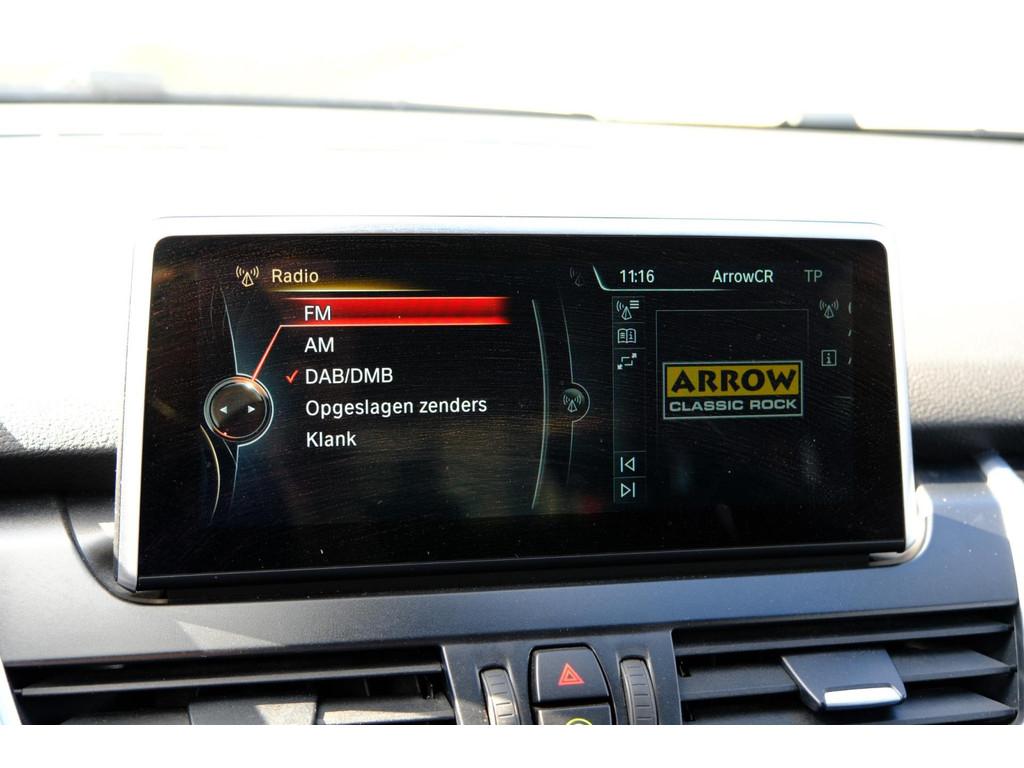 Radio
FM
AM
DAB/DMB
Opgeslagen zenders
Klank
11:16 ArrowCR TP
ARROW
CLASSIC ROCK